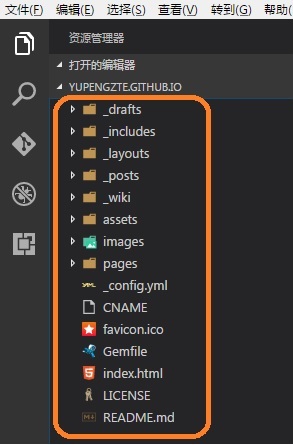 文件(F) 编辑(E) 选择(S) 查看(V) 转到(G) 帮助(
资源管理器
打开的编辑器
YUPENGZTE.GITHUB.IO
_drafts
_includes
_layouts
_posts
_wiki
assets
images
pages
_config.yml
CNAME
favicon.ico
Gemfile
index.html
LICENSE
README.md